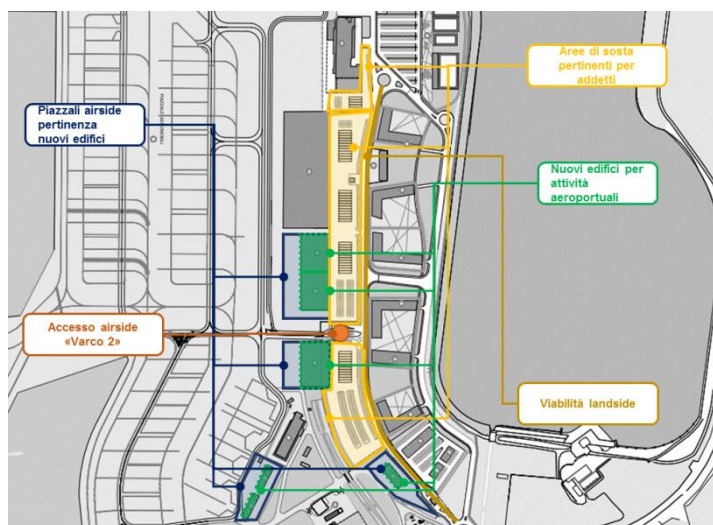 Aree di sosta
pertinenti per
addetti
Piazzali airside
pertinenza
nuovi edifici
Nuovi edifici per
attività
aeroportuali
Accesso airside
«Varco 2»
Viabilità landside